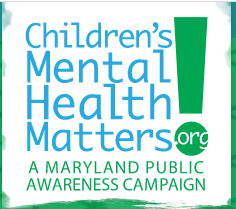 Children's
Mental
Health
Matters!.org
A MARYLAND PUBLIC
AWARENESS CAMPAIGN